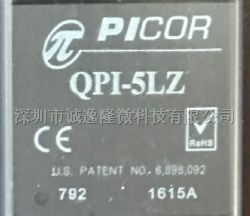 π PICOR
QPI-5LZ
深圳市诚逸隆微科技有限公司
RoHS
U.S. PATENT NO. 6,898,092
792 1615A